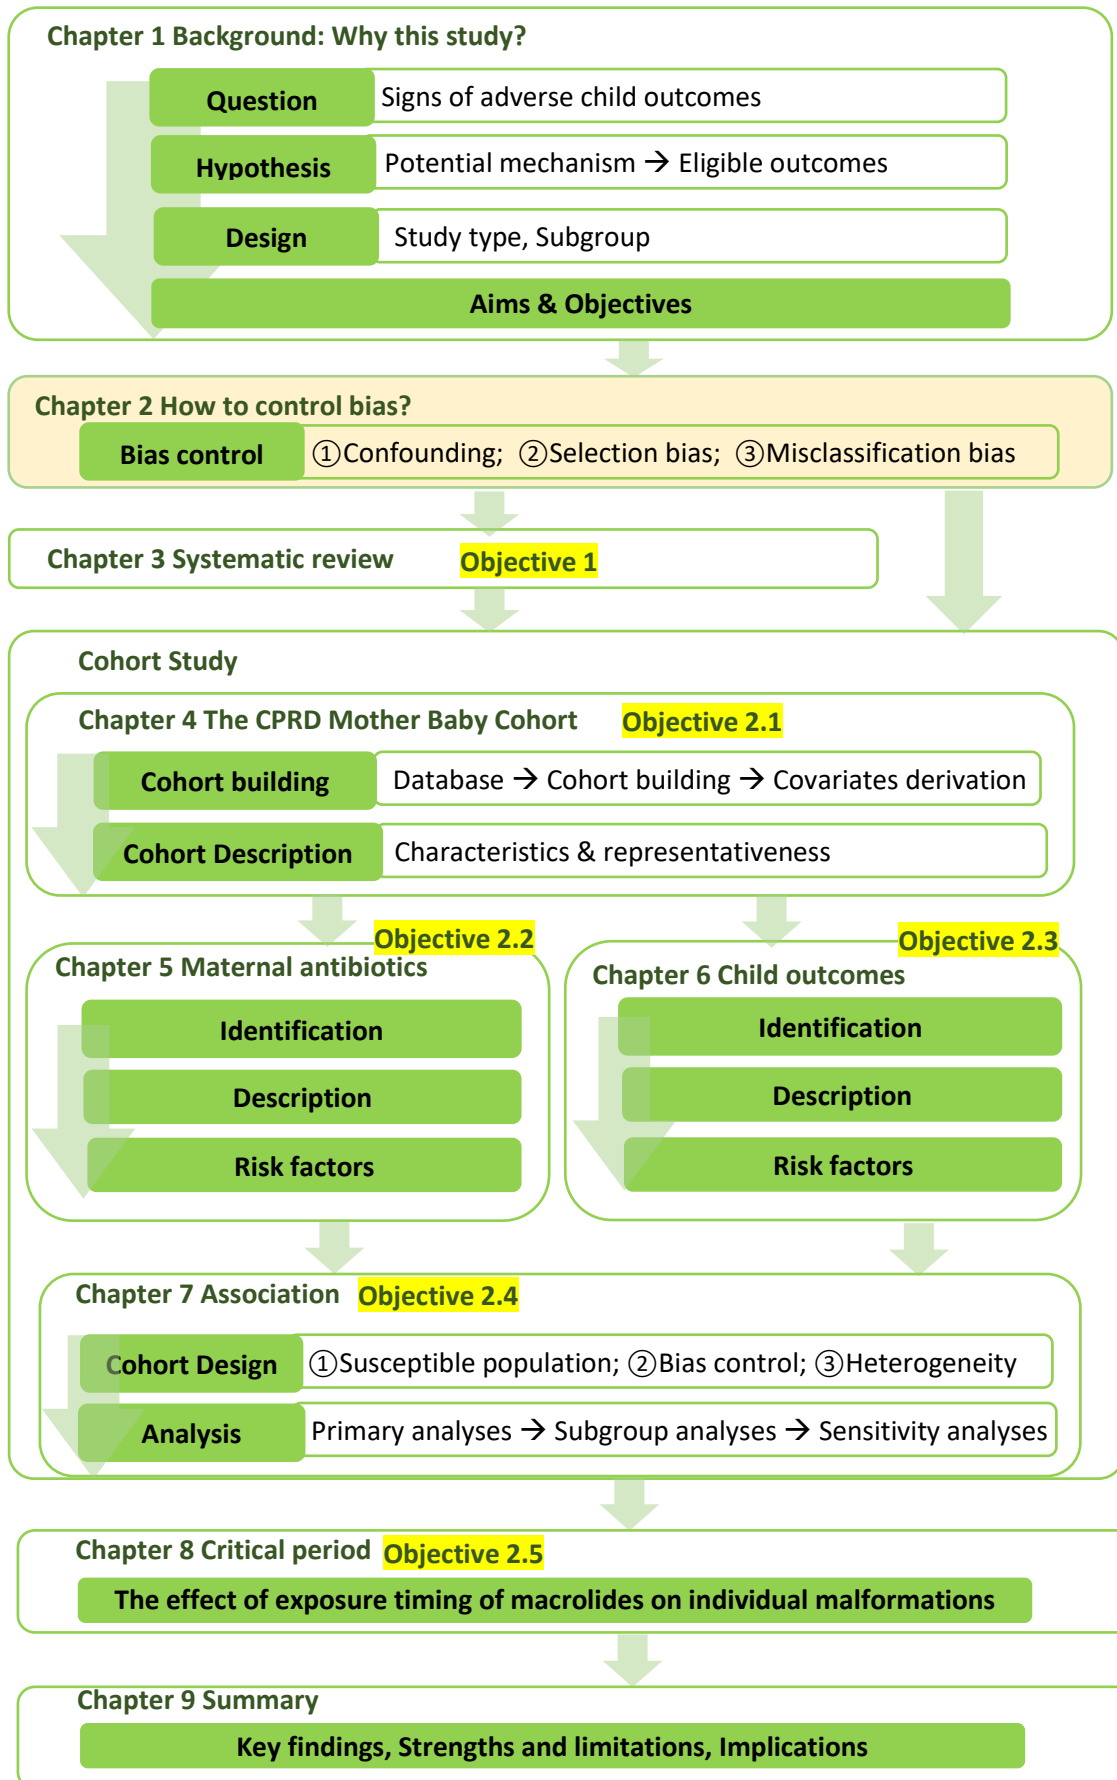 Chapter 1 Background: Why this study?
Question Signs of adverse child outcomes
Hypothesis Potential mechanism → Eligible outcomes
Design Study type, Subgroup
Aims & Objectives
Chapter 2 How to control bias?
Bias control ①Confounding; ②Selection bias; ③Misclassification bias
Chapter 3 Systematic review Objective 1
Cohort Study
Chapter 4 The CPRD Mother Baby Cohort Objective 2.1
Cohort building Database → Cohort building → Covariates derivation
Cohort Description Characteristics & representativeness
Objective 2.2
Chapter 5 Maternal antibiotics
Identification
Description
Risk factors
Objective 2.3
Chapter 6 Child outcomes
Identification
Description
Risk factors
Chapter 7 Association Objective 2.4
Cohort Design ①Susceptible population; ②Bias control; ③Heterogeneity
Analysis Primary analyses → Subgroup analyses → Sensitivity analyses
Chapter 8 Critical period Objective 2.5
The effect of exposure timing of macrolides on individual malformations
Chapter 9 Summary
Key findings, Strengths and limitations, Implications